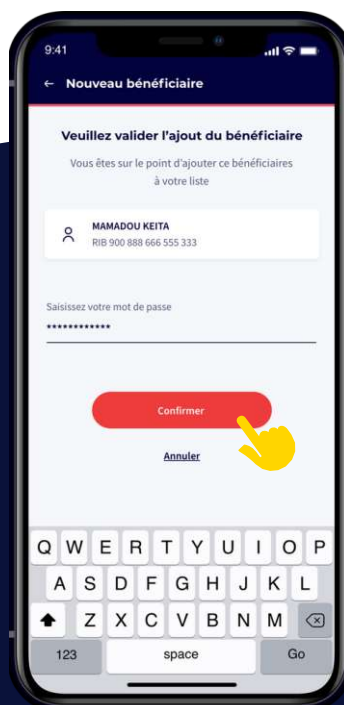 9:41
← Nouveau bénéficiaire
Veuillez valider l'ajout du bénéficiaire
Vous êtes sur le point d'ajouter ce bénéficiaires
à votre liste
MAMADOU KEITA
RIB 900 888 666 555 333
Saisissez votre mot de passe
************
Confirmer
Annuler
Q W E R T Y U I O P
A S D F G H J K L
Z X C V B N M
123 space Go